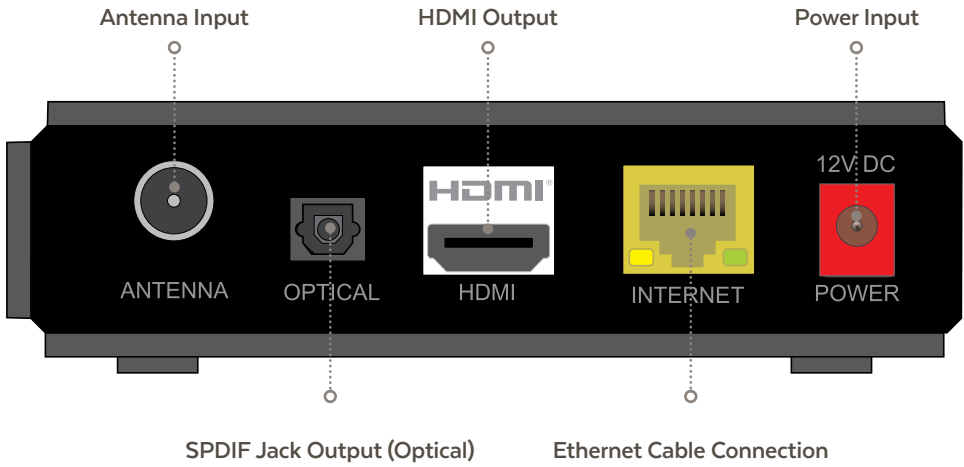 Antenna Input
HDMI Output
Power Input
12V DC
HDMI®
ANTENNA
OPTICAL
HDMI
INTERNET
POWER
SPDIF Jack Output (Optical)
Ethernet Cable Connection